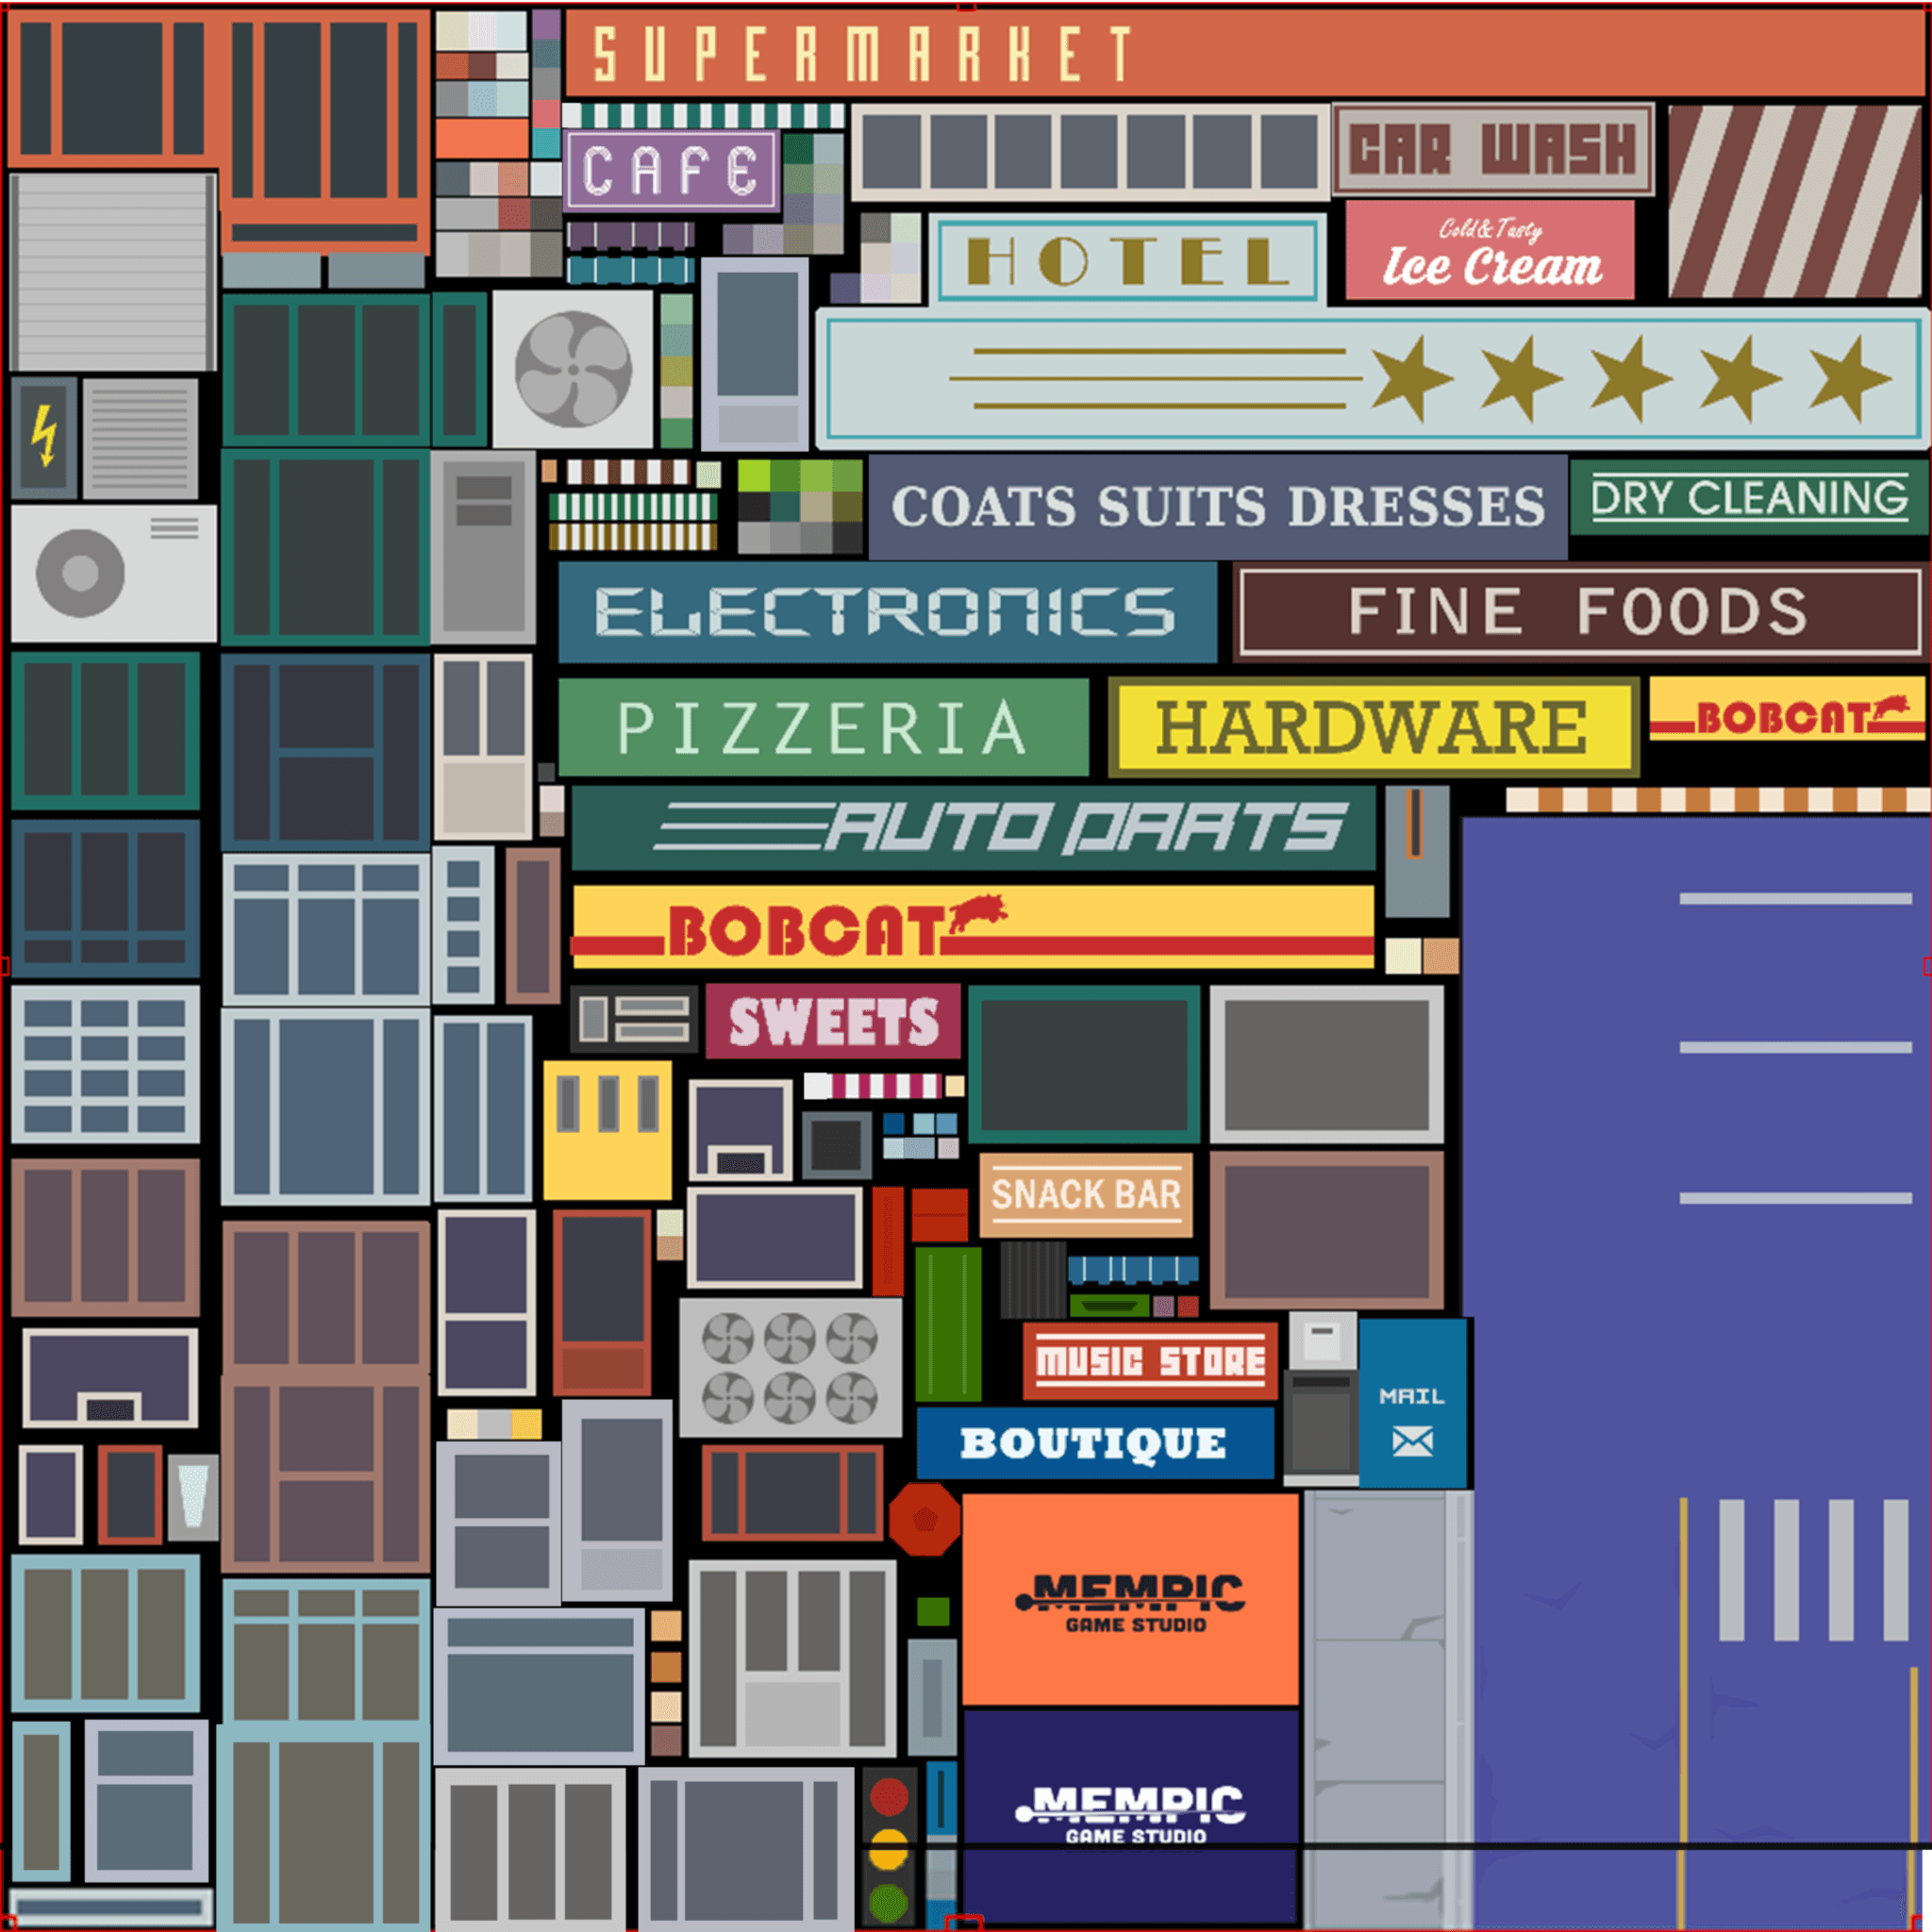 SUPERMARKET
CAFE
CAR WASH
HOTEL
Cold & Tasty
Ice Cream
COATS SUITS DRESSES
DRY CLEANING
ELECTRONICS
FINE FOODS
PIZZERIA
HARDWARE
BOBCAT
AUTO PARTS
BOBCAT
SWEETS
SNACK BAR
MUSIC STORE
MAIL
BOUTIQUE
MEMPIC
GAME STUDIO
MEMPIC
GAME STUDIO